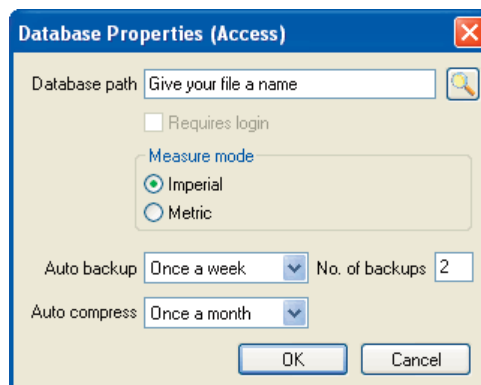 Database Properties (Access)
Database path Give your file a name
Requires login
Measure mode
Imperial
Metric
Auto backup Once a week No. of backups 2
Auto compress Once a month
OK Cancel